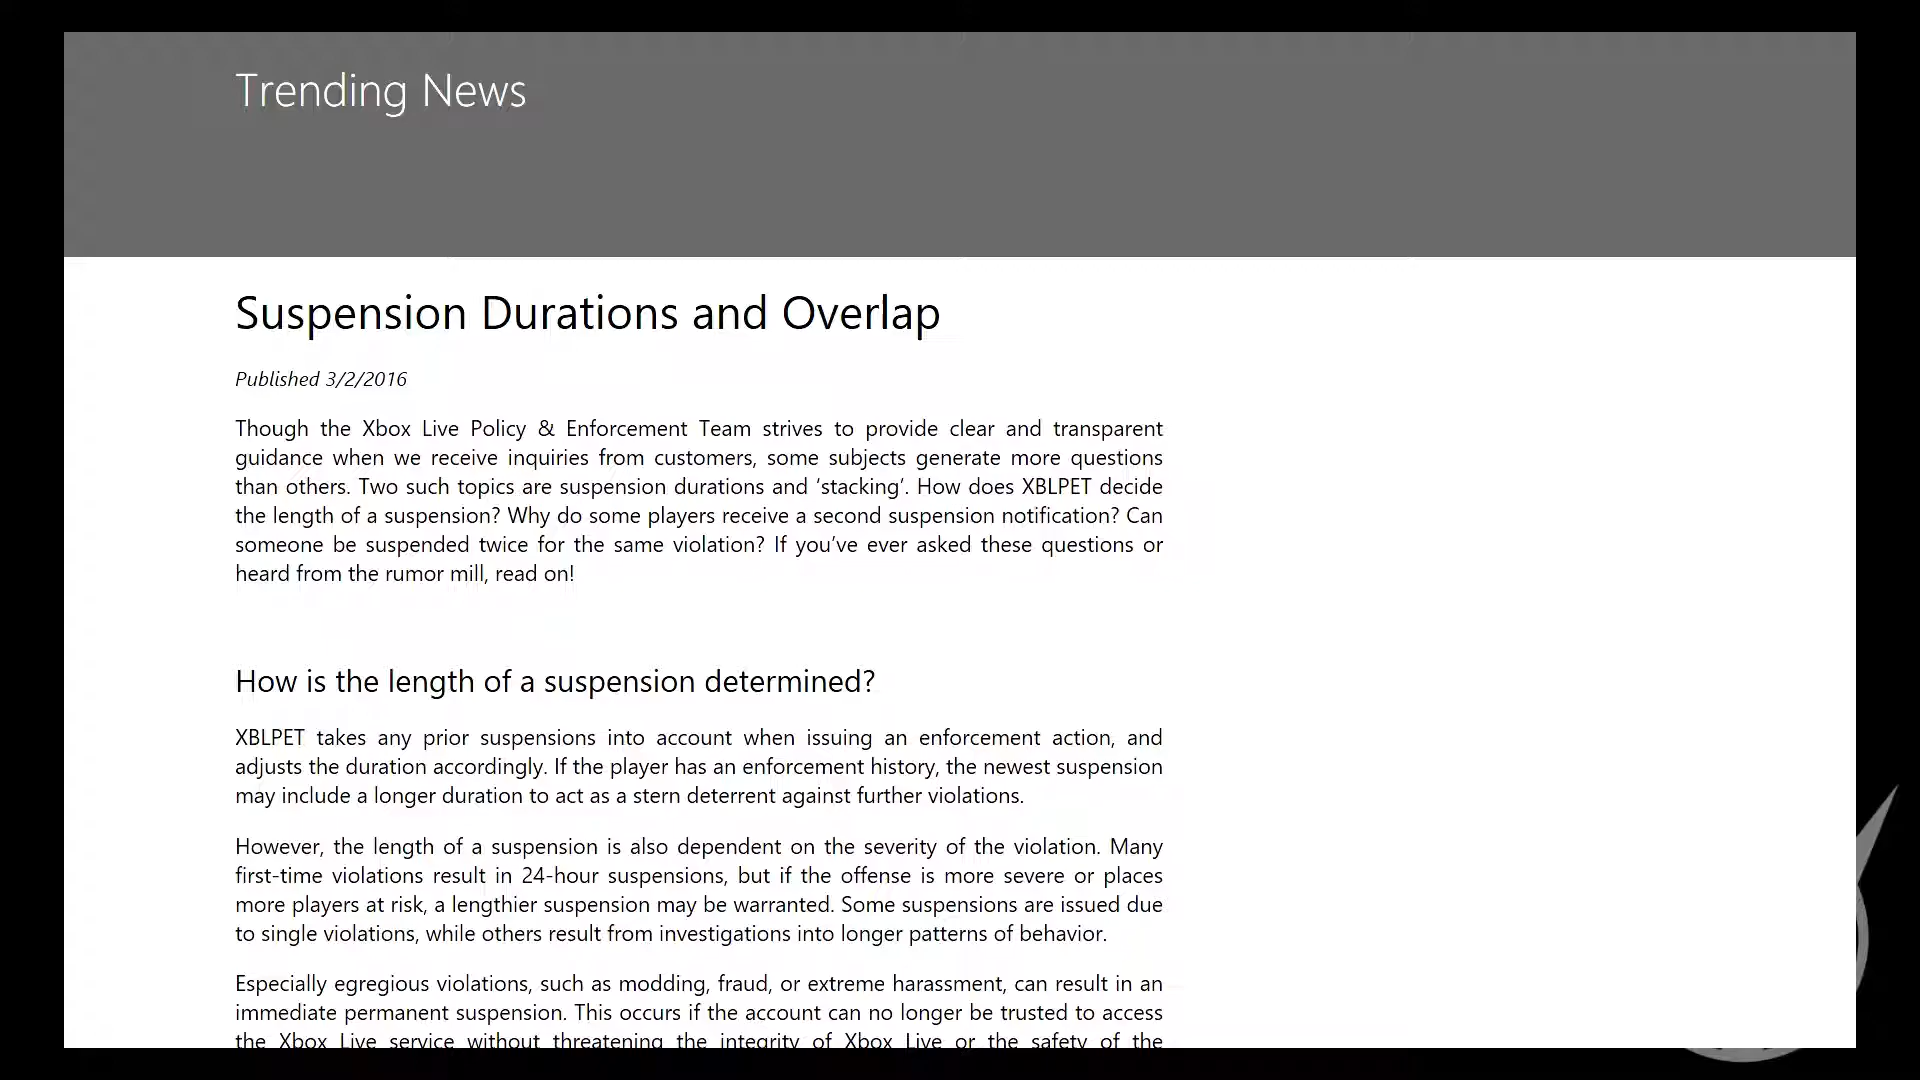 Trending News
Suspension Durations and Overlap
Published 3/2/2016
Though the Xbox Live Policy & Enforcement Team strives to provide clear and transparent
guidance when we receive inquiries from customers, some subjects generate more questions
than others. Two such topics are suspension durations and ‘stacking’. How does XBLPET decide
the length of a suspension? Why do some players receive a second suspension notification? Can
someone be suspended twice for the same violation? If you’ve ever asked these questions or
heard from the rumor mill, read on!
How is the length of a suspension determined?
XBLPET takes any prior suspensions into account when issuing an enforcement action, and
adjusts the duration accordingly. If the player has an enforcement history, the newest suspension
may include a longer duration to act as a stern deterrent against further violations.
However, the length of a suspension is also dependent on the severity of the violation. Many
first-time violations result in 24-hour suspensions, but if the offense is more severe or places
more players at risk, a lengthier suspension may be warranted. Some suspensions are issued due
to single violations, while others result from investigations into longer patterns of behavior.
Especially egregious violations, such as modding, fraud, or extreme harassment, can result in an
immediate permanent suspension. This occurs if the account can no longer be trusted to access
the Xbox Live service without threatening the integrity of Xbox Live or the safety of the